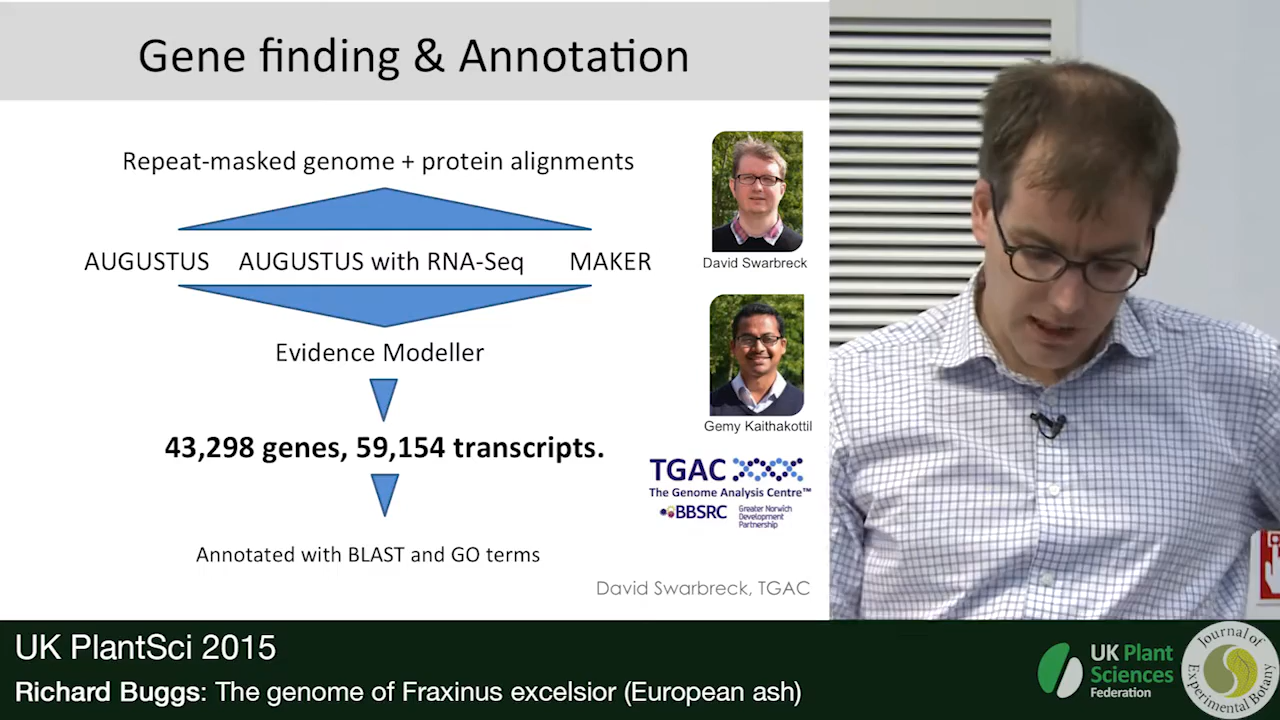 Gene finding & Annotation
Repeat-masked genome + protein alignments
AUGUSTUS AUGUSTUS with RNA-Seq MAKER
Evidence Modeller
43,298 genes, 59,154 transcripts.
Annotated with BLAST and GO terms
David Swarbreck
Gemy Kaithakottil
TGAC
The Genome Analysis Centre™
BBSRC
Greater Norwich
Development
Partnership
David Swarbreck, TGAC
UK PlantSci 2015
Richard Buggs: The genome of Fraxinus excelsior (European ash)
UK Plant
Sciences
Federation
Journal of
Experimental Botany